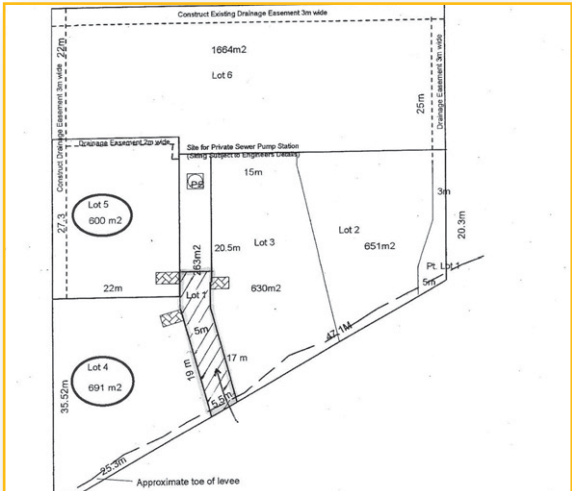 Construct Existing Drainage Easement 3m wide
22m
1664m2
Lot 6
Construct Drainage Easement 3m wide
25m
Drainage Easement 3m wide
Drainage Easement 2m wide
Site for Private Sewer Pump Station
(Siting Subject to Engineers Details)
15m
PS
3m
Lot 5
600 m2
27.3
20.5m
Lot 3
Lot 2
651m2
20.3m
263m2
22m
Lot 1
630m2
Pt. Lot 1
5m
5m
47.1M
Lot 4
691 m2
19 m
17 m
35.52m
5.5m
25.3m
Approximate toe of levee